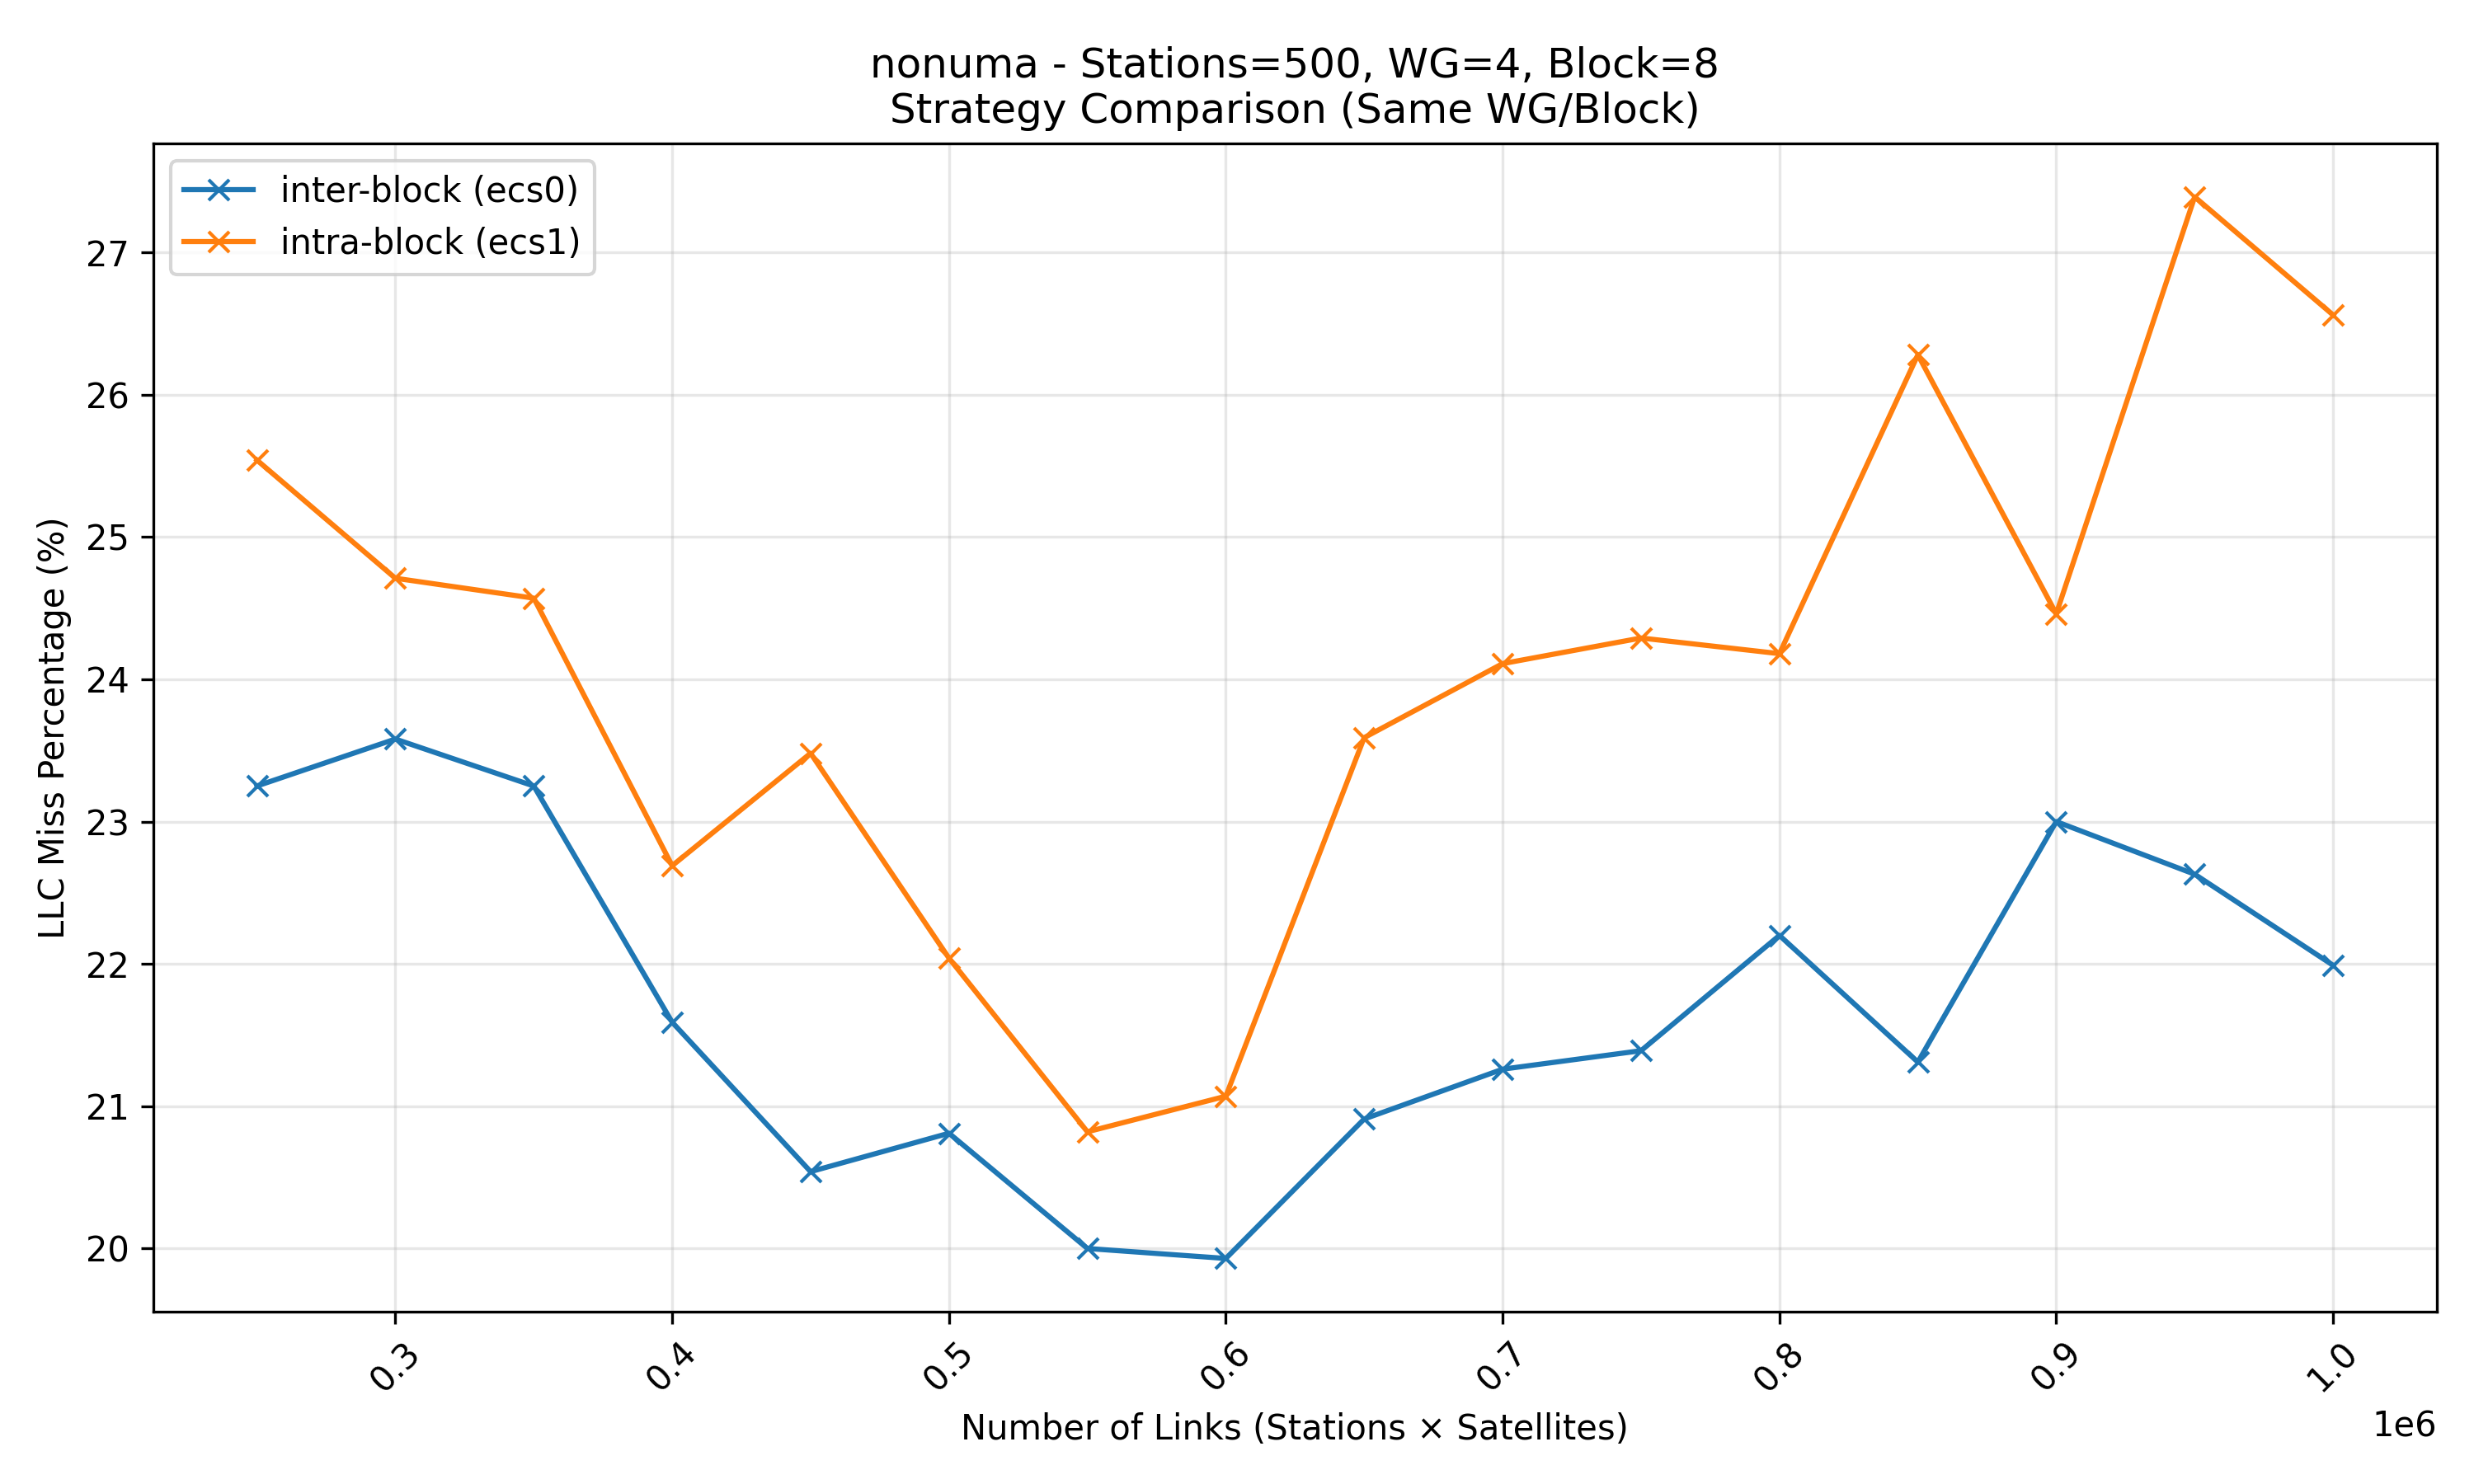 nonuma - Stations=500, WG=4, Block=8
Strategy Comparison (Same WG/Block)
inter-block (ecs0)
intra-block (ecs1)
LLC Miss Percentage (%)
27
26
25
24
23
22
21
20
0.3
0.4
0.5
0.6
0.7
0.8
0.9
1.0
Number of Links (Stations × Satellites)
1e6